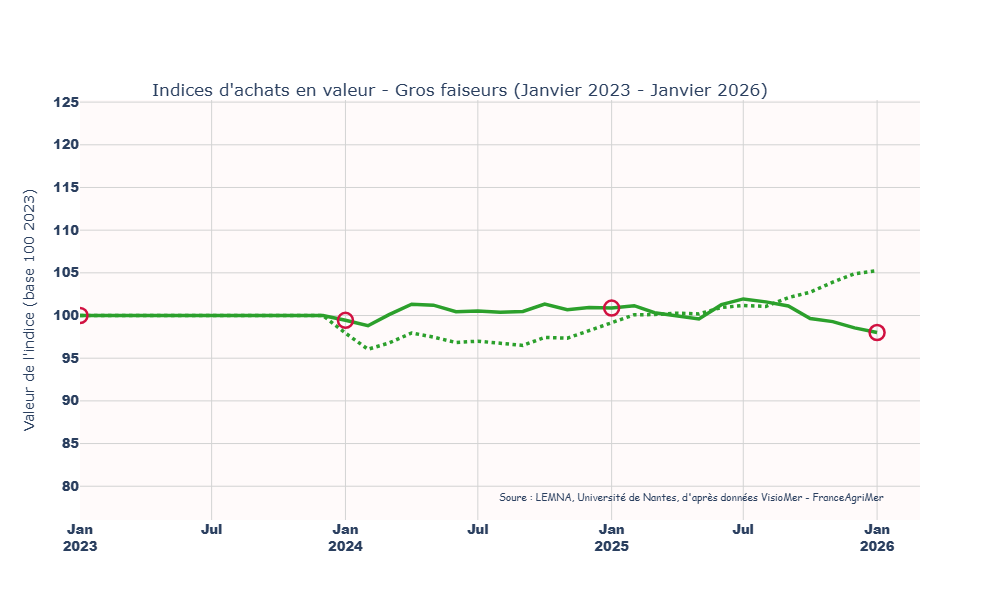 Indices d'achats en valeur - Gros faiseurs (Janvier 2023 - Janvier 2026)
Valeur de l'indice (base 100 2023)
125
120
115
110
105
100
95
90
85
80
Soure : LEMNA, Université de Nantes, d'après données VisioMer - FranceAgriMer
Jan Jul Jan Jul Jan Jul Jan
2023 2024 2025 2026